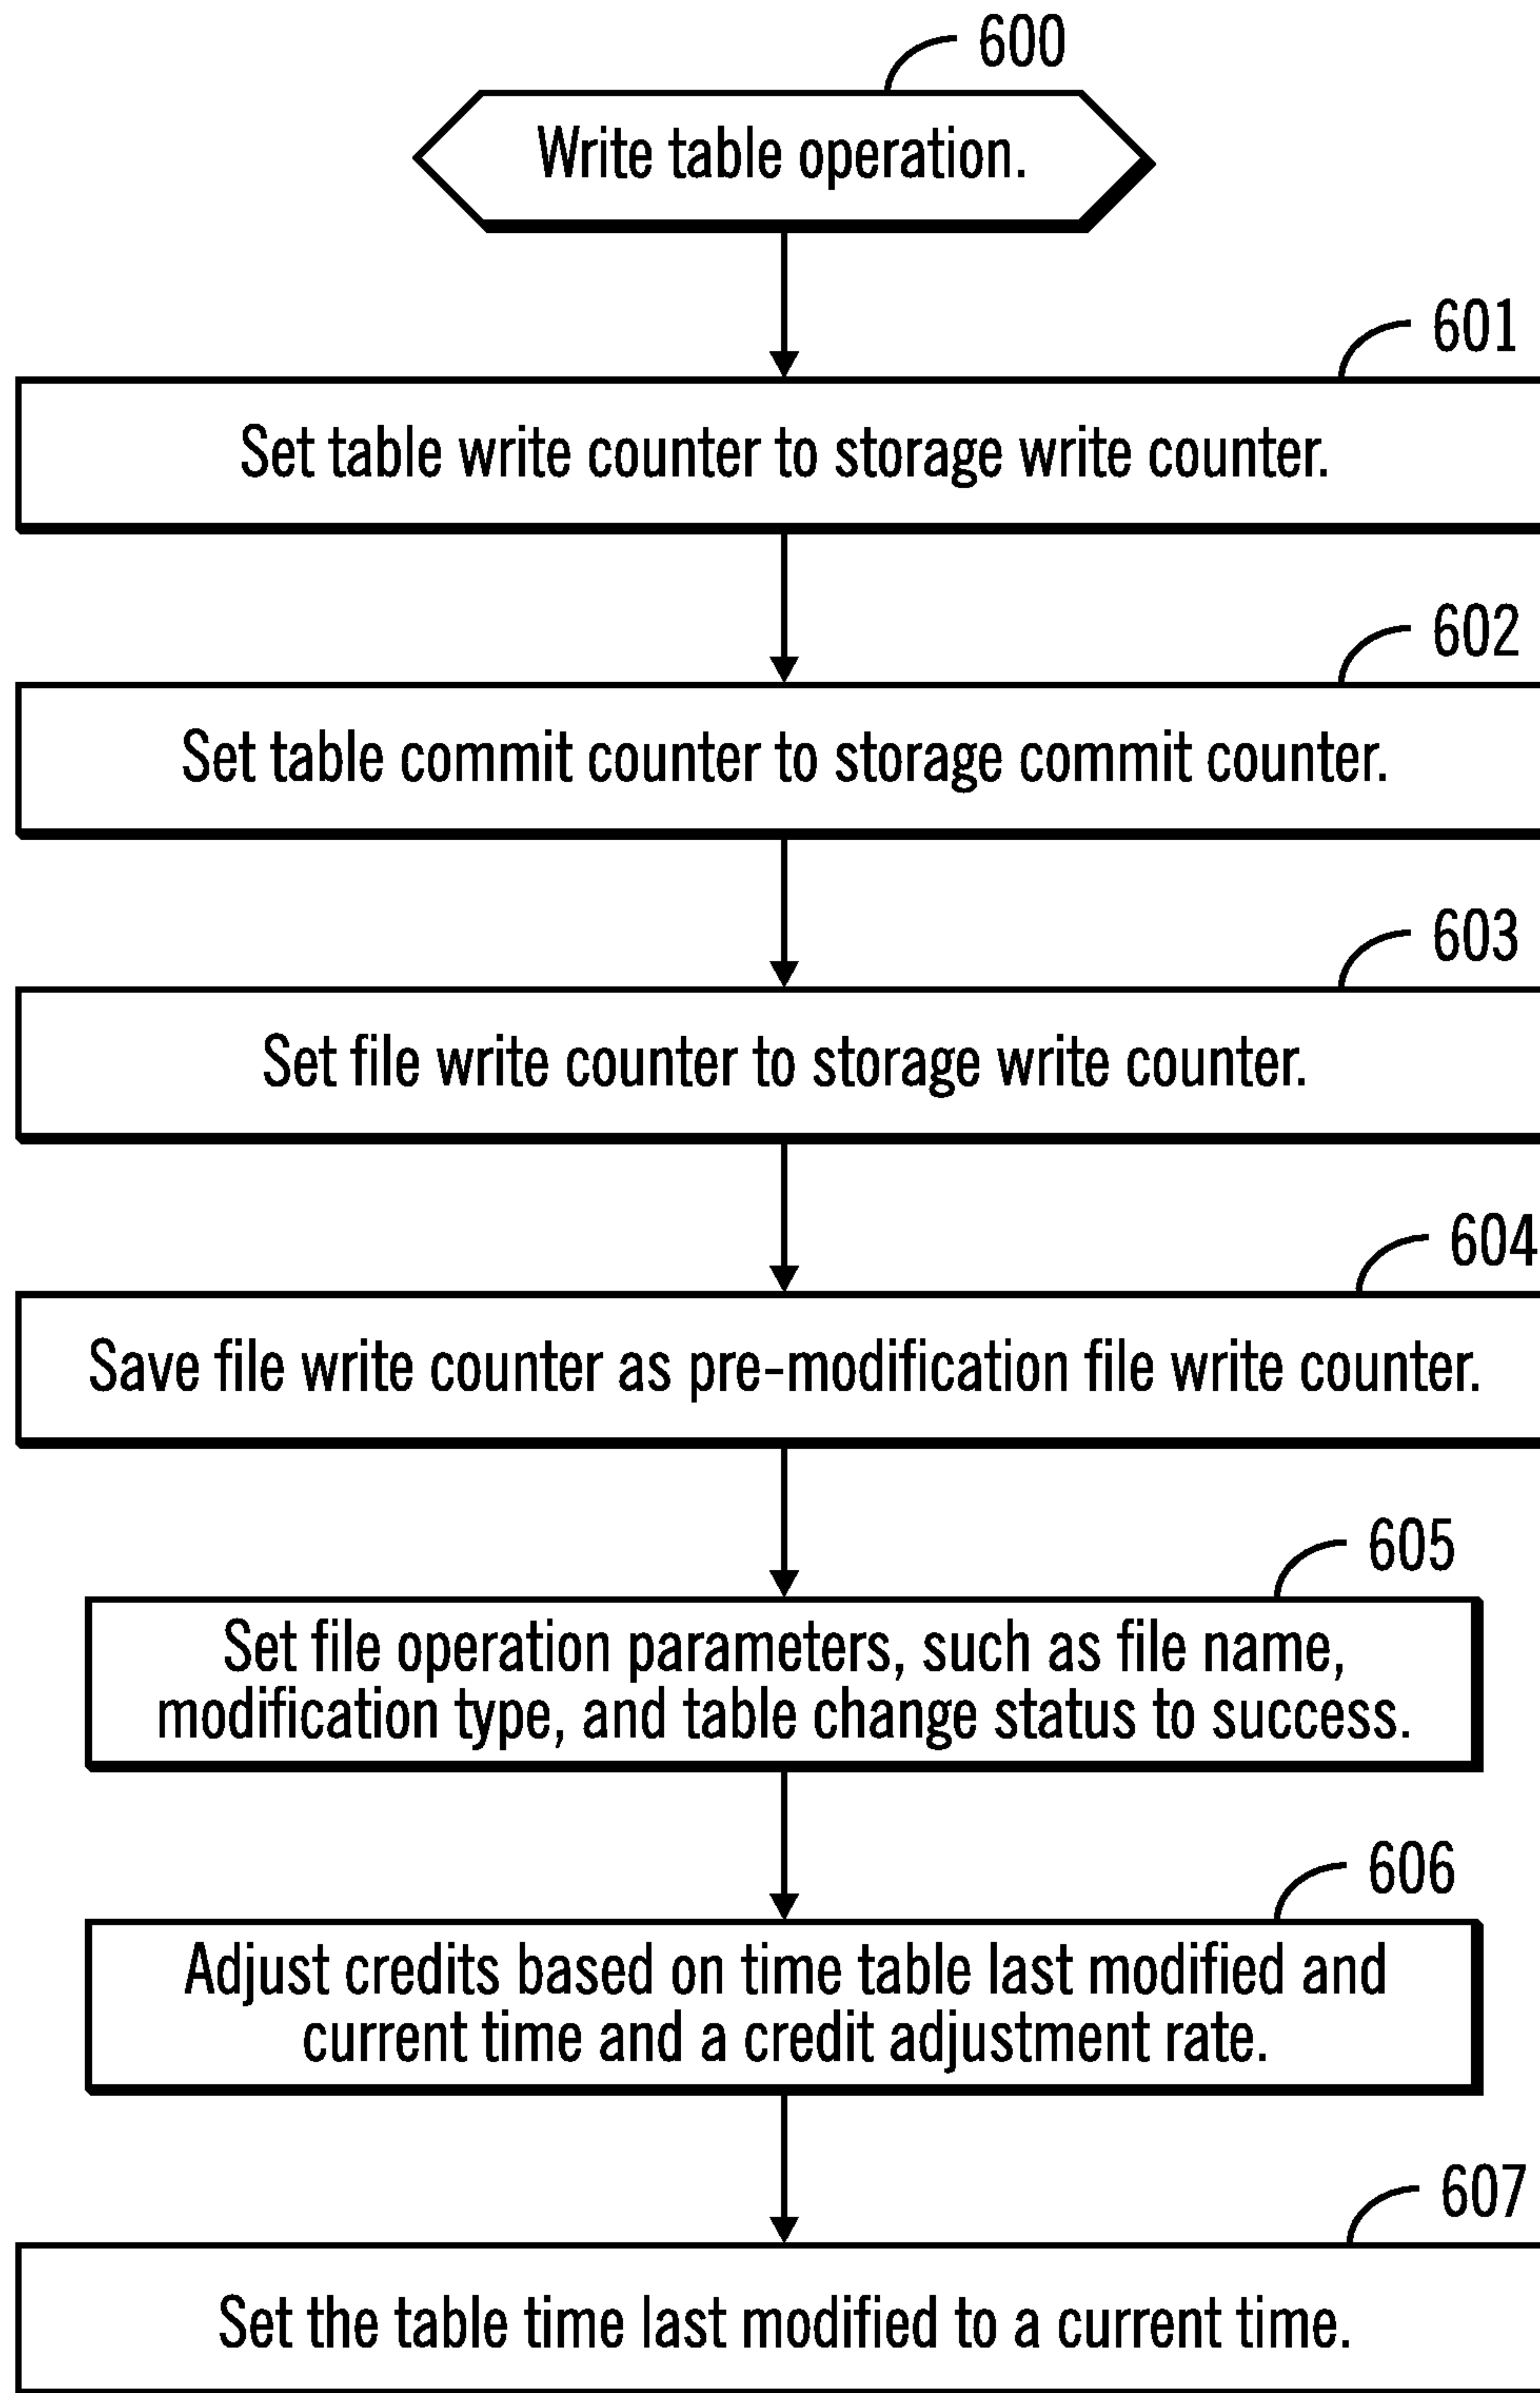 600
Write table operation.
601
Set table write counter to storage write counter.
602
Set table commit counter to storage commit counter.
603
Set file write counter to storage write counter.
604
Save file write counter as pre-modification file write counter.
605
Set file operation parameters, such as file name,
modification type, and table change status to success.
606
Adjust credits based on time table last modified and
current time and a credit adjustment rate.
607
Set the table time last modified to a current time.